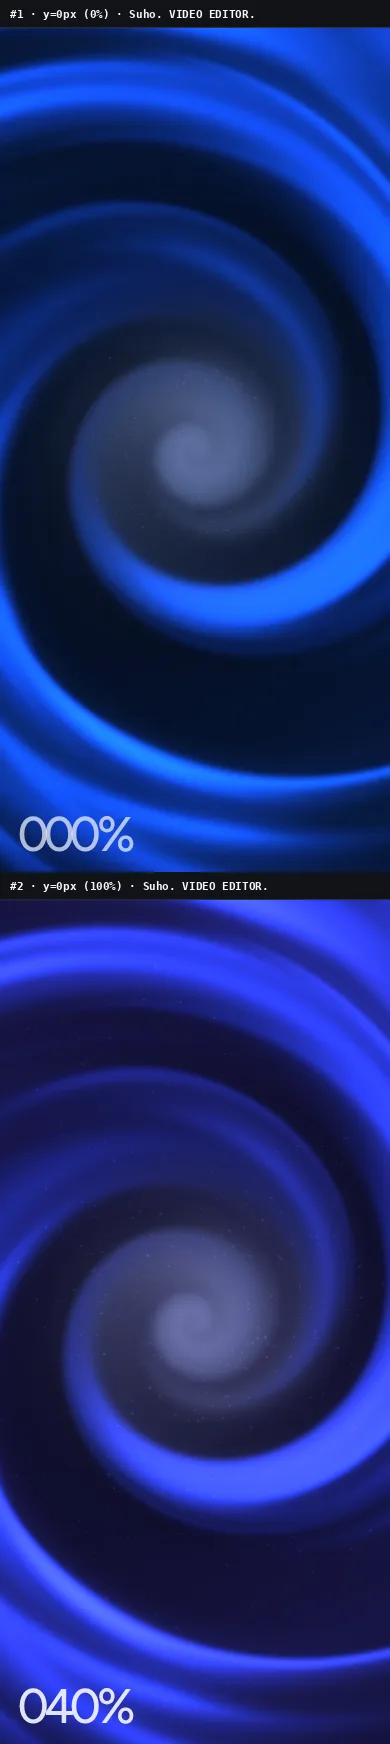 #1 · y=0px (0%) · Suho. VIDEO EDITOR.
000%
#2 · y=0px (100%) · Suho. VIDEO EDITOR.
040%